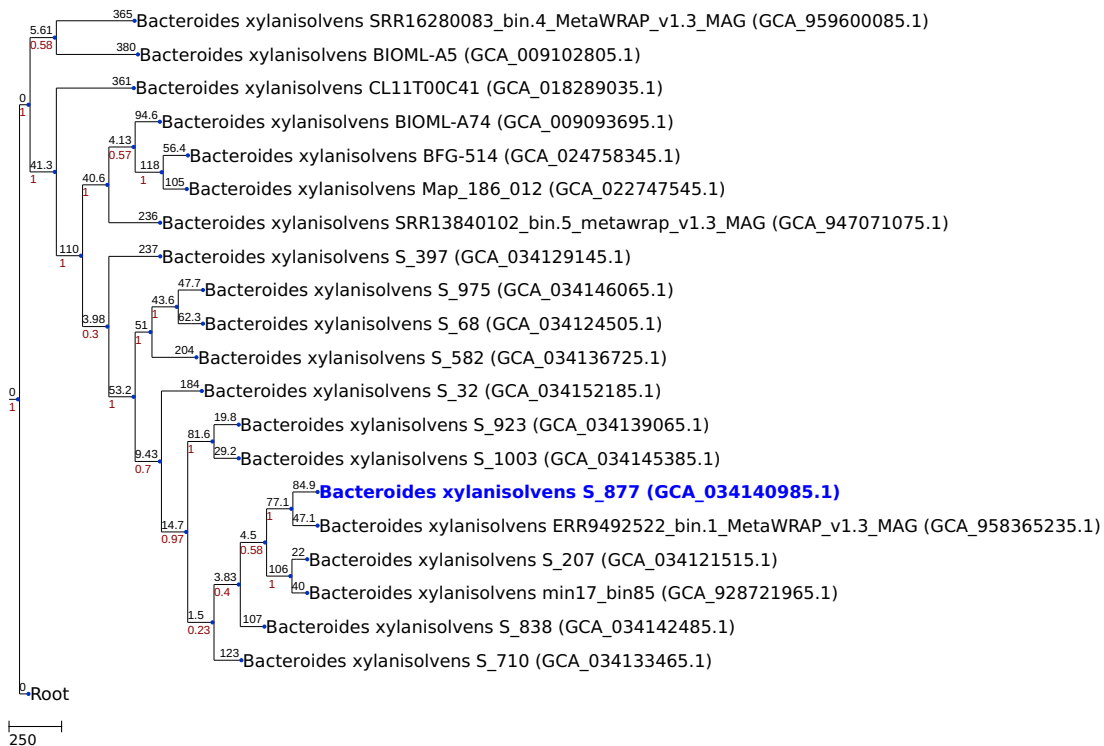 365 Bacteroides xylanisolvens SRR16280083_bin.4_MetaWRAP_v1.3_MAG (GCA_959600085.1)
5.61
0.58
380 Bacteroides xylanisolvens BIOML-A5 (GCA_009102805.1)
361 Bacteroides xylanisolvens CL11T00C41 (GCA_018289035.1)
0
1
94.6 Bacteroides xylanisolvens BIOML-A74 (GCA_009093695.1)
4.13
0.57
56.4 Bacteroides xylanisolvens BFG-514 (GCA_024758345.1)
41.3
1
118
1
105 Bacteroides xylanisolvens Map_186_012 (GCA_022747545.1)
40.6
1
236 Bacteroides xylanisolvens SRR13840102_bin.5_metawrap_v1.3_MAG (GCA_947071075.1)
110
1
237 Bacteroides xylanisolvens S_397 (GCA_034129145.1)
47.7 Bacteroides xylanisolvens S_975 (GCA_034146065.1)
43.6
1
3.98
0.3
62.3 Bacteroides xylanisolvens S_68 (GCA_034124505.1)
51
1
204 Bacteroides xylanisolvens S_582 (GCA_034136725.1)
184 Bacteroides xylanisolvens S_32 (GCA_034152185.1)
53.2
1
0
1
19.8 Bacteroides xylanisolvens S_923 (GCA_034139065.1)
81.6
1
29.2 Bacteroides xylanisolvens S_1003 (GCA_034145385.1)
9.43
0.7
84.9 Bacteroides xylanisolvens S_877 (GCA_034140985.1)
77.1
1
47.1 Bacteroides xylanisolvens ERR9492522_bin.1_MetaWRAP_v1.3_MAG (GCA_958365235.1)
14.7
0.97
4.5
0.58
22 Bacteroides xylanisolvens S_207 (GCA_034121515.1)
106
1
40 Bacteroides xylanisolvens min17_bin85 (GCA_928721965.1)
3.83
0.4
107 Bacteroides xylanisolvens S_838 (GCA_034142485.1)
1.5
0.23
123 Bacteroides xylanisolvens S_710 (GCA_034133465.1)
0 Root
250